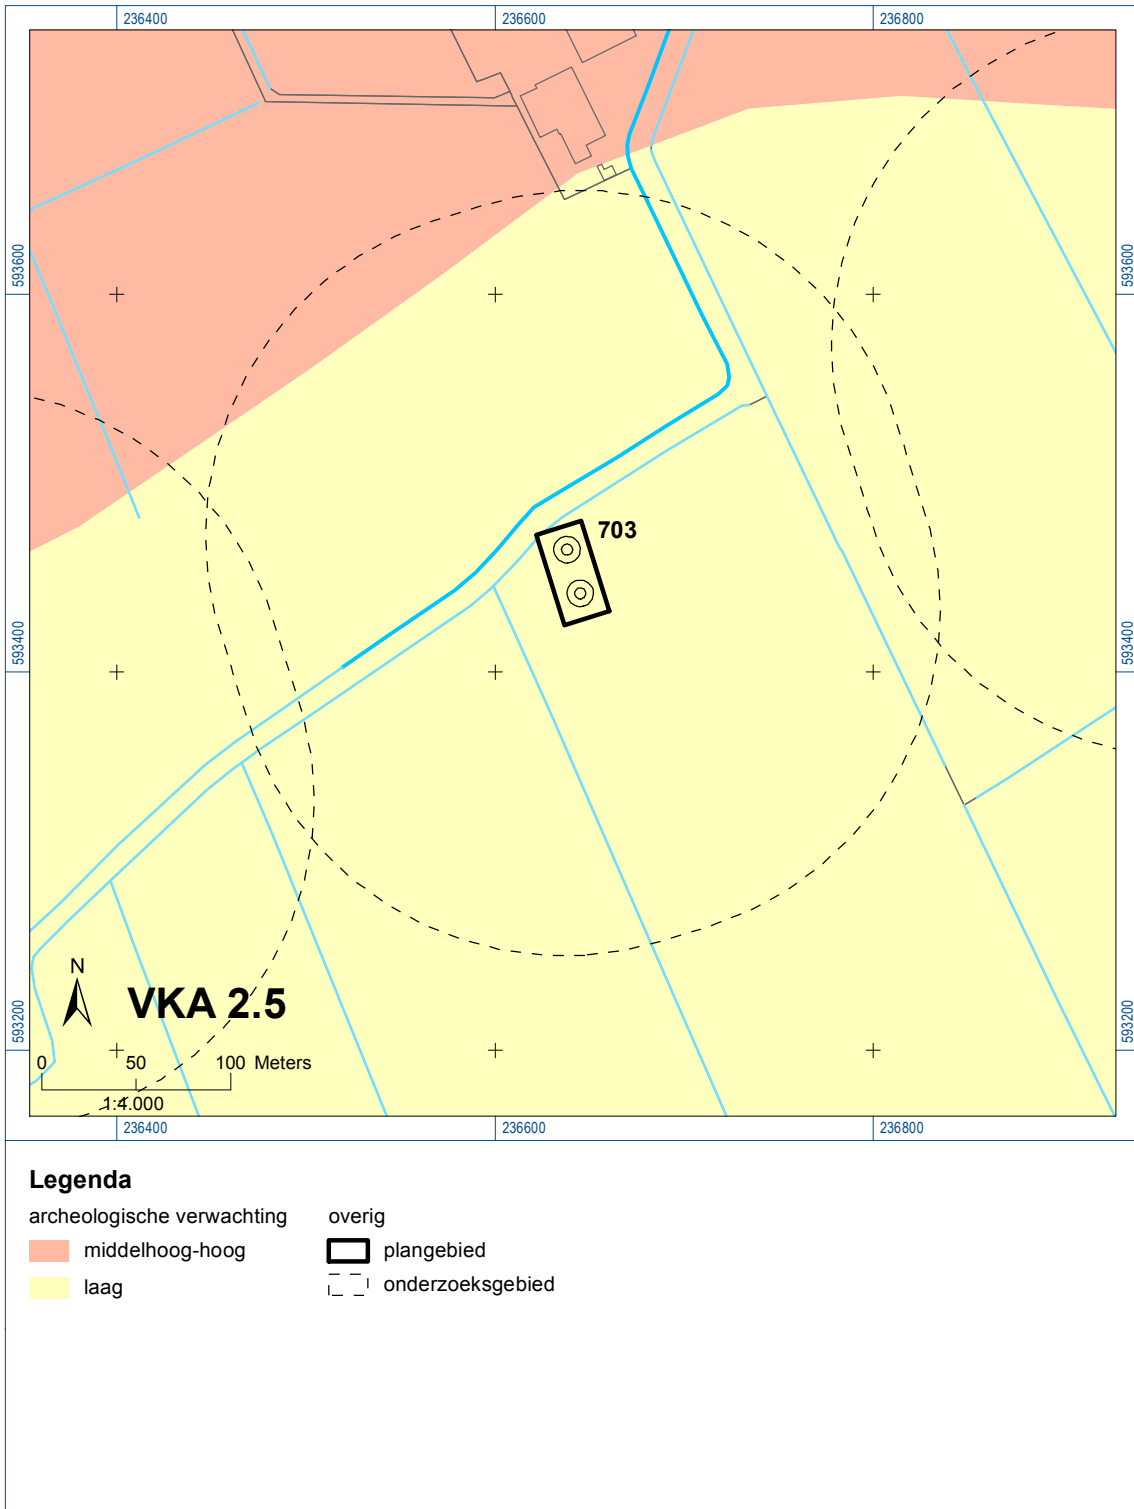 236400 236600 236800
593600 593600
703
593400 593400
N
VKA 2.5
593200 593200
0 50 100 Meters
1:4.000
236400 236600 236800
Legenda
archeologische verwachting overig
middelhoog-hoog plangebied
laag onderzoeksgebied